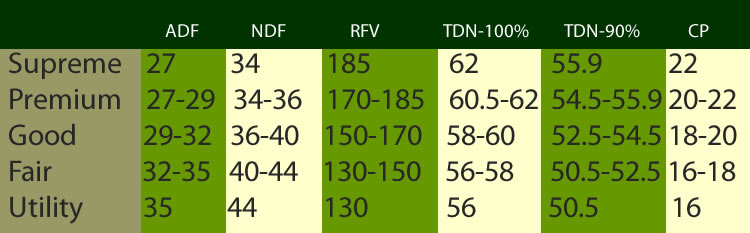 ADF NDF RFV TDN-100% TDN-90% CP
Supreme 27 34 185 62 55.9 22
Premium 27-29 34-36 170-185 60.5-62 54.5-55.9 20-22
Good 29-32 36-40 150-170 58-60 52.5-54.5 18-20
Fair 32-35 40-44 130-150 56-58 50.5-52.5 16-18
Utility 35 44 130 56 50.5 16